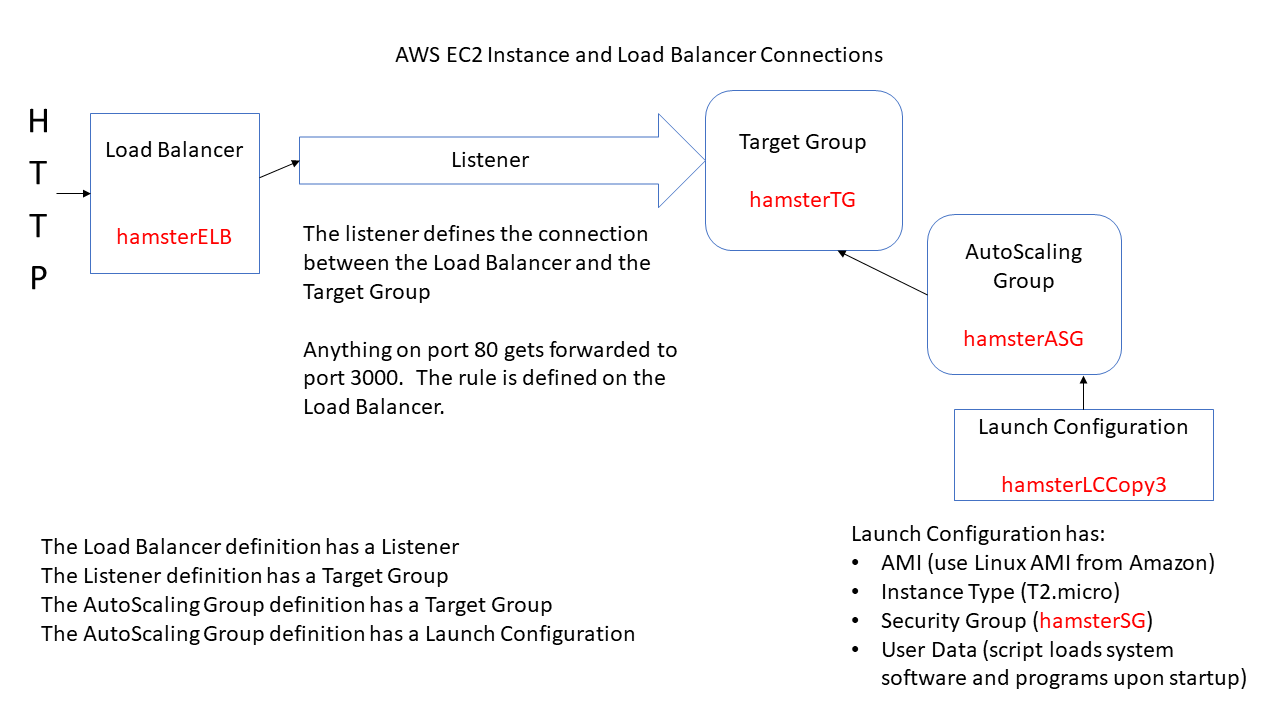 AWS EC2 Instance and Load Balancer Connections
H
T
T
P
Load Balancer
hamsterELB
Listener
Target Group
hamsterTG
The listener defines the connection
between the Load Balancer and the
Target Group
Anything on port 80 gets forwarded to
port 3000.  The rule is defined on the
Load Balancer.
AutoScaling
Group
hamsterASG
Launch Configuration
hamsterLCCopy3
The Load Balancer definition has a Listener
The Listener definition has a Target Group
The AutoScaling Group definition has a Target Group
The AutoScaling Group definition has a Launch Configuration
Launch Configuration has:
• AMI (use Linux AMI from Amazon)
• Instance Type (T2.micro)
• Security Group (hamsterSG)
• User Data (script loads system
software and programs upon startup)